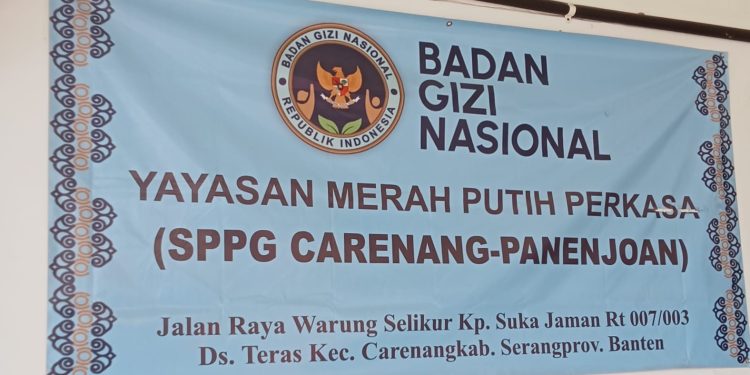 BADAN GIZI NASIONAL
REPUBLIK INDONESIA
BADAN
GIZI
NASIONAL
YAYASAN MERAH PUTIH PERKASA
(SPPG CARENANG-PANENJOAN)
Jalan Raya Warung Selikur Kp. Suka Jaman Rt 007/003
Ds. Teras Kec. Carenangkab. Serangprov. Banten